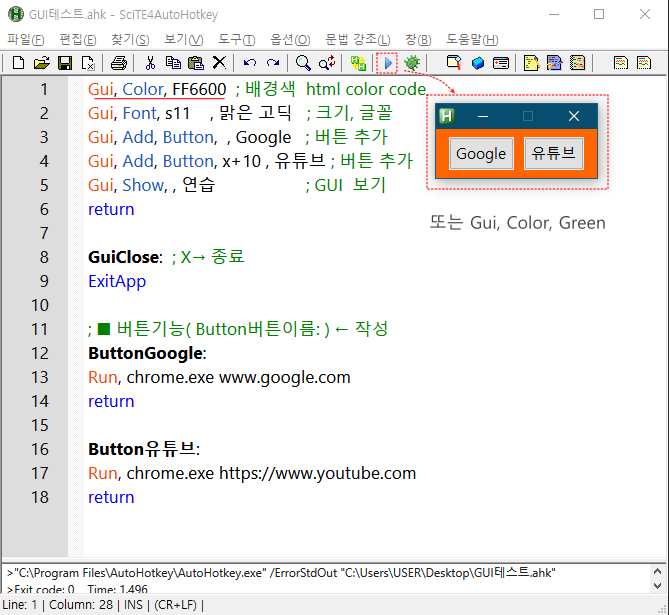 GUI테스트.ahk - SciTE4AutoHotkey
파일(F) 편집(E) 찾기(S) 보기(V) 도구(T) 옵션(O) 문법 강조(L) 창(B) 도움말(H)
1 Gui, Color, FF6600 ; 배경색 html color code
2 Gui, Font, s11 , 맑은 고딕 ; 크기, 글꼴
3 Gui, Add, Button, , Google ; 버튼 추가
4 Gui, Add, Button, x+10 , 유튜브 ; 버튼 추가
5 Gui, Show, , 연습 ; GUI 보기
6 return
7
8 GuiClose: ; X→ 종료
9 ExitApp
10
11 ; ■ 버튼기능( Button버튼이름: ) ← 작성
12 ButtonGoogle:
13 Run, chrome.exe www.google.com
14 return
15
16 Button유튜브:
17 Run, chrome.exe https://www.youtube.com
18 return
H
Google 유튜브
또는 Gui, Color, Green
>"C:\Program Files\AutoHotkey\AutoHotkey.exe" /ErrorStdOut "C:\Users\USER\Desktop\GUI테스트.ahk"
>Exit code: 0 Time: 1.496
Line: 1 | Column: 28 | INS | (CR+LF) |